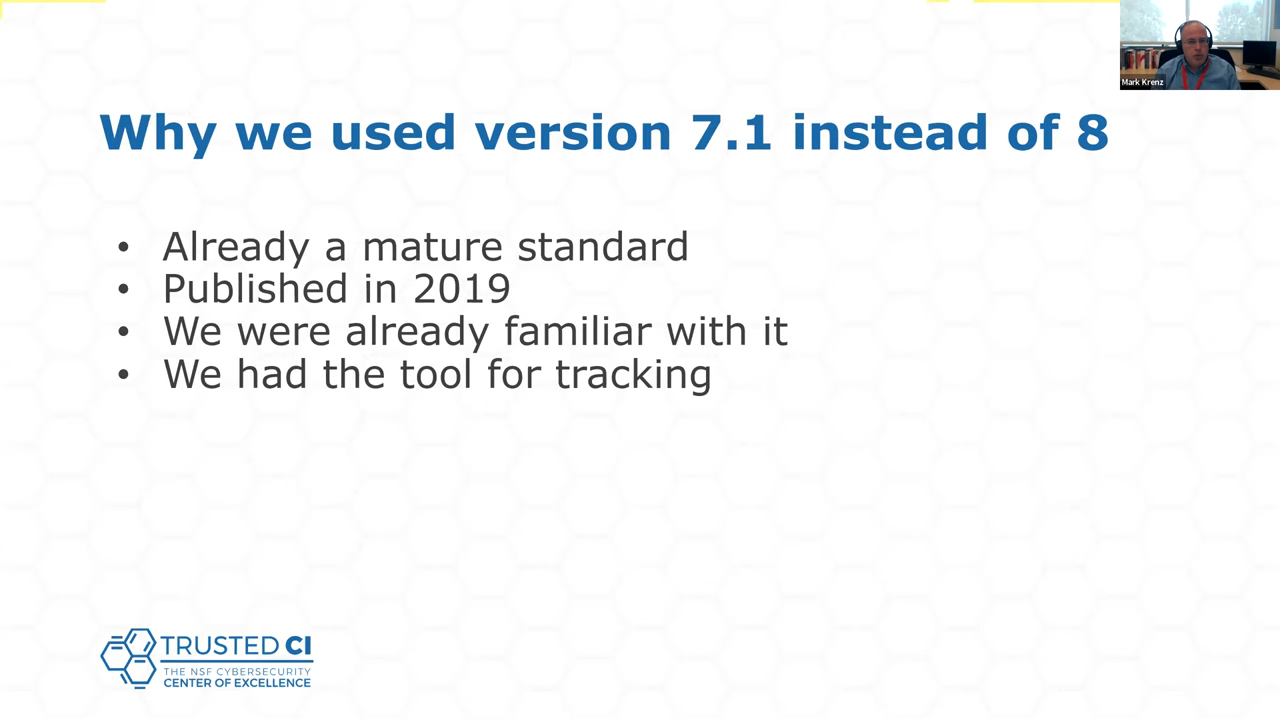 Mark Krenz
Why we used version 7.1 instead of 8
• Already a mature standard
• Published in 2019
• We were already familiar with it
• We had the tool for tracking
TRUSTED CI
THE NSF CYBERSECURITY
CENTER OF EXCELLENCE